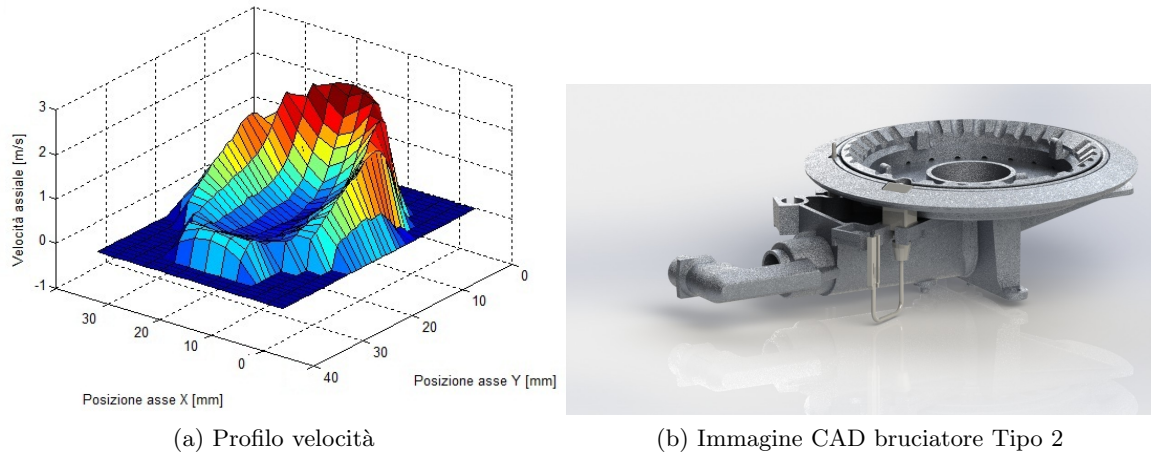 Velocità assiale [m/s]
3
2
1
0
-1
30
20
10
0
Posizione asse X [mm]
0
10
20
30
40
Posizione asse Y [mm]
(a) Profilo velocità
(b) Immagine CAD bruciatore Tipo 2